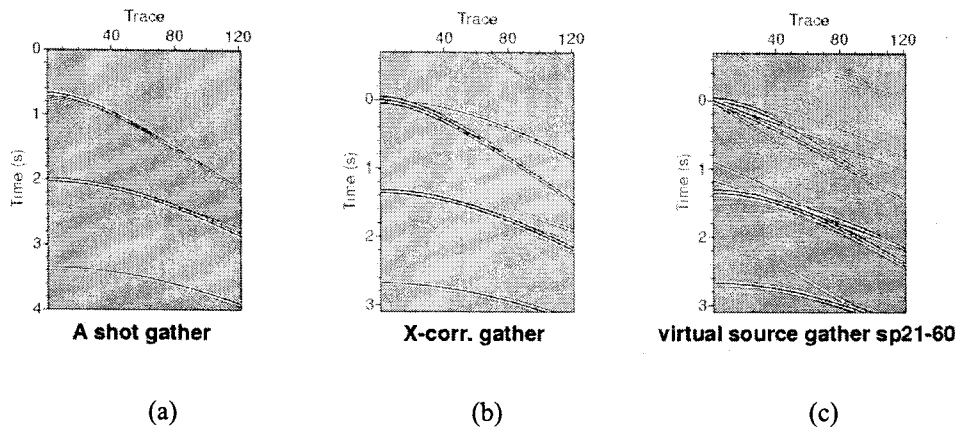 Trace
40 80 120
0
1
2
3
4
Time (s)
A shot gather
(a)
Trace
40 80 120
0
1
2
3
Time (s)
X-corr. gather
(b)
Trace
40 80 120
0
1
2
3
Time (s)
virtual source gather sp21-60
(c)